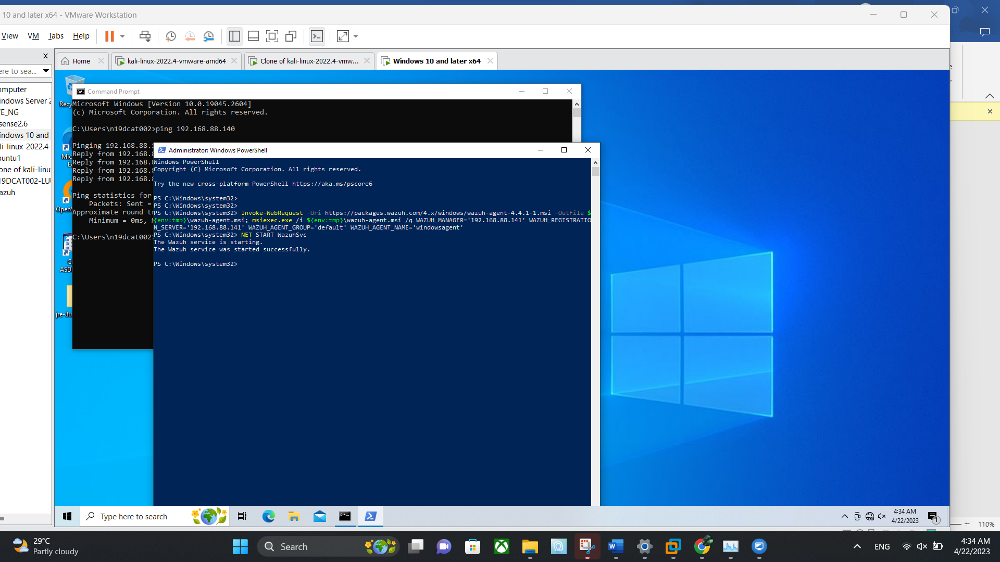 10 and later x64 - VMware Workstation
View VM Tabs Help
Home
kali-linux-2022.4-vmware-amd64
Clone of kali-linux-2022.4-vmw...
Windows 10 and later x64
ere to sea...
omputer
indows Server 2
VE_NG
sense2.6
indows 10 and
ali-linux-2022.4-
buntu1
one of kali-linu
19DCAT002-LU
azuh
Command Prompt
Microsoft Windows [Version 10.0.19045.2604]
(c) Microsoft Corporation. All rights reserved.
C:\Users\n19dcat002>ping 192.168.88.140
Pinging 192.168.88.1
Reply from 192.168.8
Reply from 192.168.8
Reply from 192.168.8
Reply from 192.168.8
Ping statistics for
Packets: Sent =
Approximate round tr
Minimum = 0ms, M
C:\Users\n19dcat002>
Administrator: Windows PowerShell
Windows PowerShell
Copyright (C) Microsoft Corporation. All rights reserved.
Try the new cross-platform PowerShell https://aka.ms/pscore6
PS C:\Windows\system32>
PS C:\Windows\system32>
PS C:\Windows\system32> Invoke-WebRequest -Uri https://packages.wazuh.com/4.x/windows/wazuh-agent-4.4.1-1.msi -OutFile $
{env:tmp}\wazuh-agent.msi; msiexec.exe /i ${env:tmp}\wazuh-agent.msi /q WAZUH_MANAGER='192.168.88.141' WAZUH_REGISTRATIO
N_SERVER='192.168.88.141' WAZUH_AGENT_GROUP='default' WAZUH_AGENT_NAME='windowsagent'
PS C:\Windows\system32> NET START WazuhSvc
The Wazuh service is starting.
The Wazuh service was started successfully.
PS C:\Windows\system32>
Recy
Mic
Ed
Open
Ci
ASD
jre-8u
Type here to search
4:34 AM
4/22/2023
1
110%
29°C
Partly cloudy
Search
ENG
4:34 AM
4/22/2023